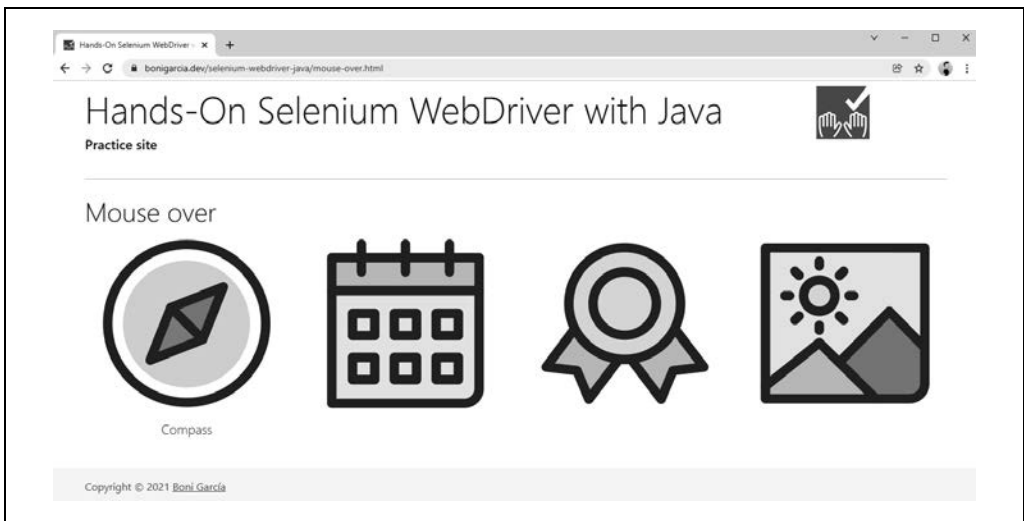 Hands-On Selenium WebDriver
bonigarcia.dev/selenium-webdriver-java/mouse-over.html
Hands-On Selenium WebDriver with Java
Practice site
Mouse over
Compass
Copyright © 2021 Boni García